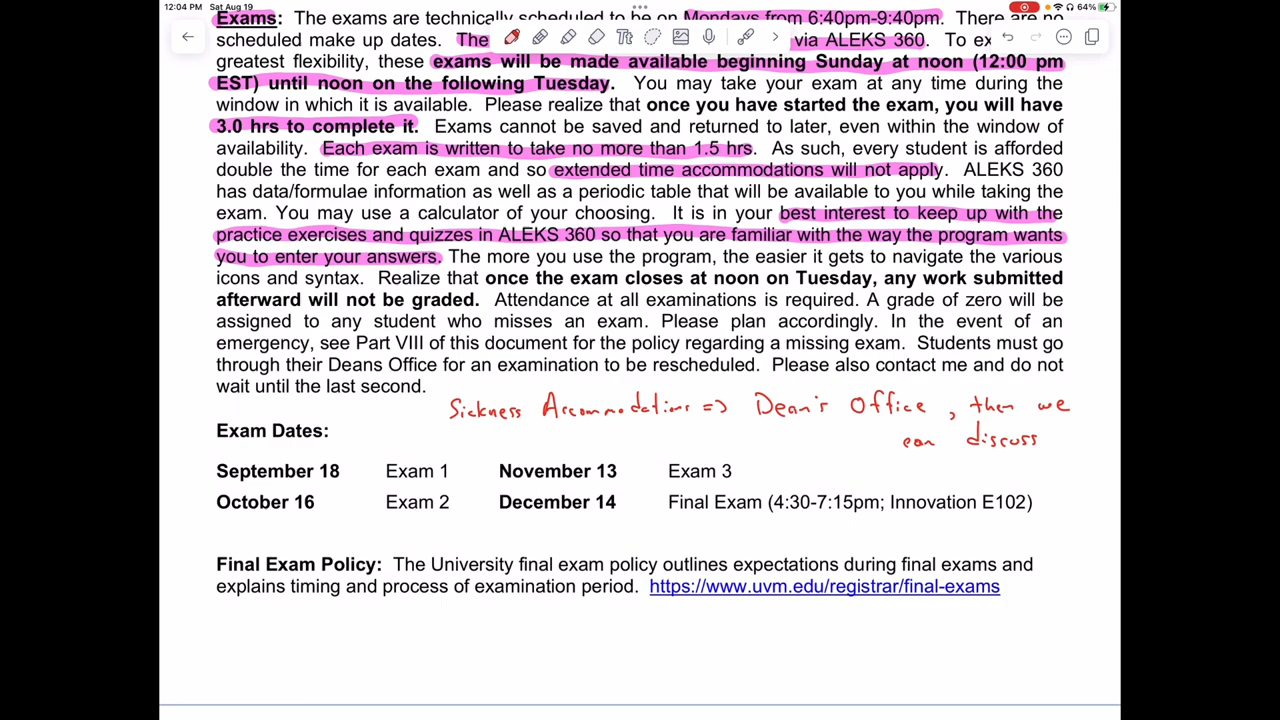 12:04 PM Sat Aug 19
64%
Exams: The exams are technically scheduled to be on Mondays from 6:40pm-9:40pm. There are no
scheduled make up dates. The via ALEKS 360. To ex
greatest flexibility, these exams will be made available beginning Sunday at noon (12:00 pm
EST) until noon on the following Tuesday. You may take your exam at any time during the
window in which it is available. Please realize that once you have started the exam, you will have
3.0 hrs to complete it. Exams cannot be saved and returned to later, even within the window of
availability. Each exam is written to take no more than 1.5 hrs. As such, every student is afforded
double the time for each exam and so extended time accommodations will not apply. ALEKS 360
has data/formulae information as well as a periodic table that will be available to you while taking the
exam. You may use a calculator of your choosing. It is in your best interest to keep up with the
practice exercises and quizzes in ALEKS 360 so that you are familiar with the way the program wants
you to enter your answers. The more you use the program, the easier it gets to navigate the various
icons and syntax. Realize that once the exam closes at noon on Tuesday, any work submitted
afterward will not be graded. Attendance at all examinations is required. A grade of zero will be
assigned to any student who misses an exam. Please plan accordingly. In the event of an
emergency, see Part VIII of this document for the policy regarding a missing exam. Students must go
through their Deans Office for an examination to be rescheduled. Please also contact me and do not
wait until the last second.
Sickness Accommodations => Dean's Office, then we
can discuss
Exam Dates:
September 18 Exam 1 November 13 Exam 3
October 16 Exam 2 December 14 Final Exam (4:30-7:15pm; Innovation E102)
Final Exam Policy: The University final exam policy outlines expectations during final exams and
explains timing and process of examination period. https://www.uvm.edu/registrar/final-exams